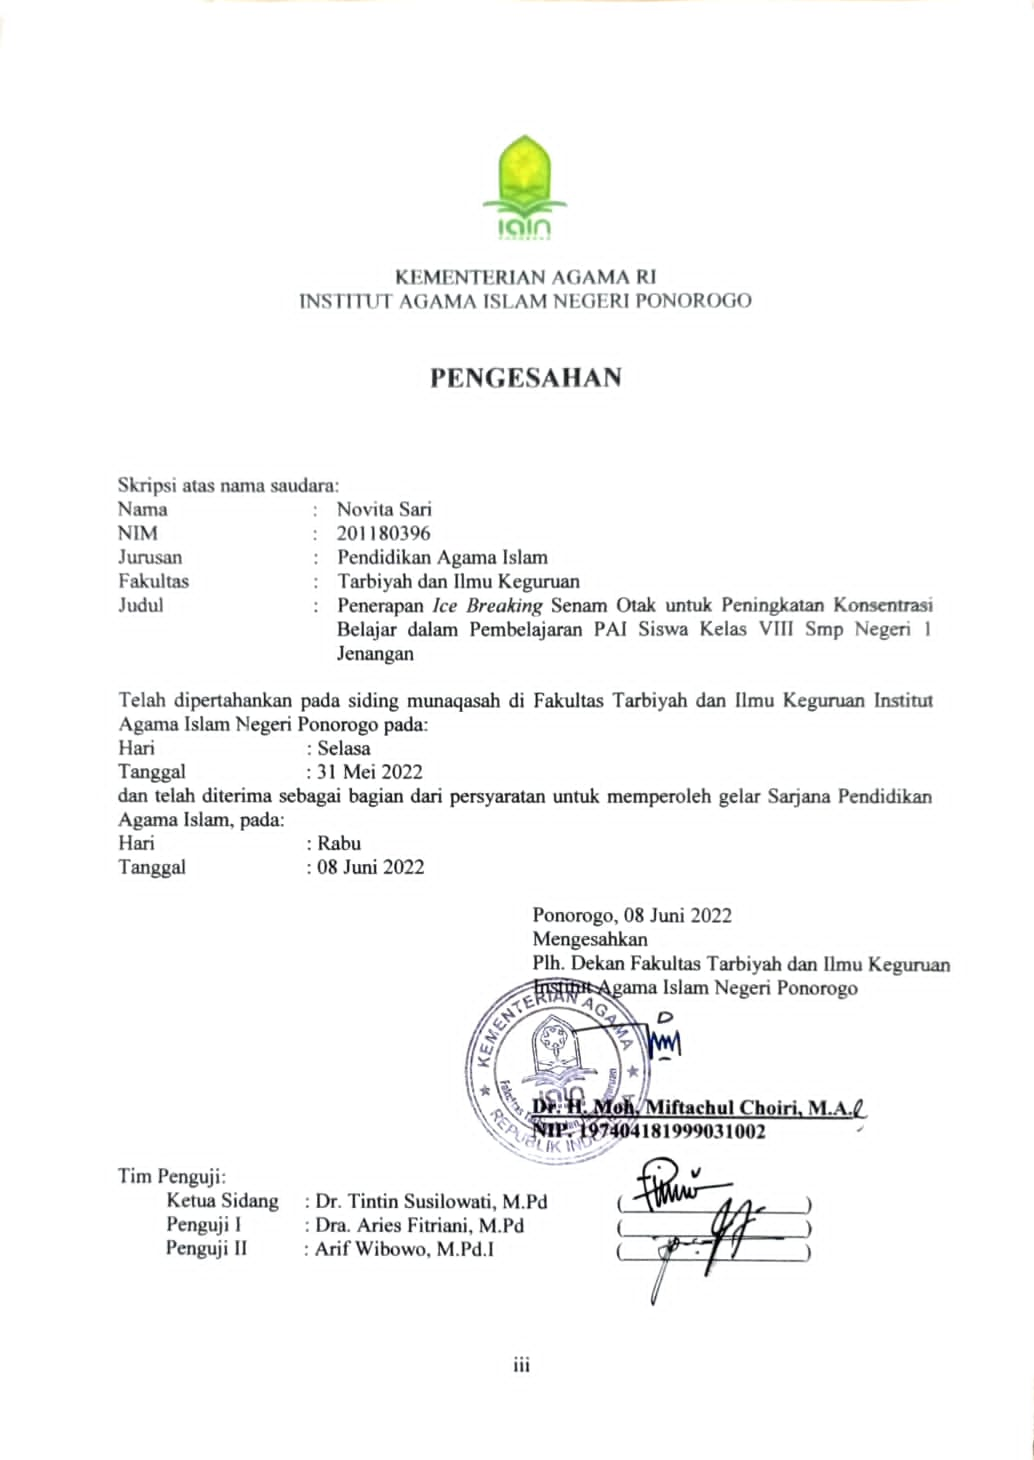 iain
PONOROGO
KEMENTERIAN AGAMA RI
INSTITUT AGAMA ISLAM NEGERI PONOROGO
PENGESAHAN
Skripsi atas nama saudara:
Nama : Novita Sari
NIM : 201180396
Jurusan : Pendidikan Agama Islam
Fakultas : Tarbiyah dan Ilmu Keguruan
Judul : Penerapan Ice Breaking Senam Otak untuk Peningkatan Konsentrasi
Belajar dalam Pembelajaran PAI Siswa Kelas VIII Smp Negeri 1
Jenangan
Telah dipertahankan pada siding munaqasah di Fakultas Tarbiyah dan Ilmu Keguruan Institut
Agama Islam Negeri Ponorogo pada:
Hari : Selasa
Tanggal : 31 Mei 2022
dan telah diterima sebagai bagian dari persyaratan untuk memperoleh gelar Sarjana Pendidikan
Agama Islam, pada:
Hari : Rabu
Tanggal : 08 Juni 2022
Ponorogo, 08 Juni 2022
Mengesahkan
Plh. Dekan Fakultas Tarbiyah dan Ilmu Keguruan
Institut Agama Islam Negeri Ponorogo
KEMENTERIAN AGAMA
iain
REPUBLIK INDONESIA
Dr. H. Moh. Miftachul Choiri, M.A.
NIP. 197404181999031002
Tim Penguji:
Ketua Sidang : Dr. Tintin Susilowati, M.Pd ( )
Penguji I : Dra. Aries Fitriani, M.Pd ( )
Penguji II : Arif Wibowo, M.Pd.I ( )
iii